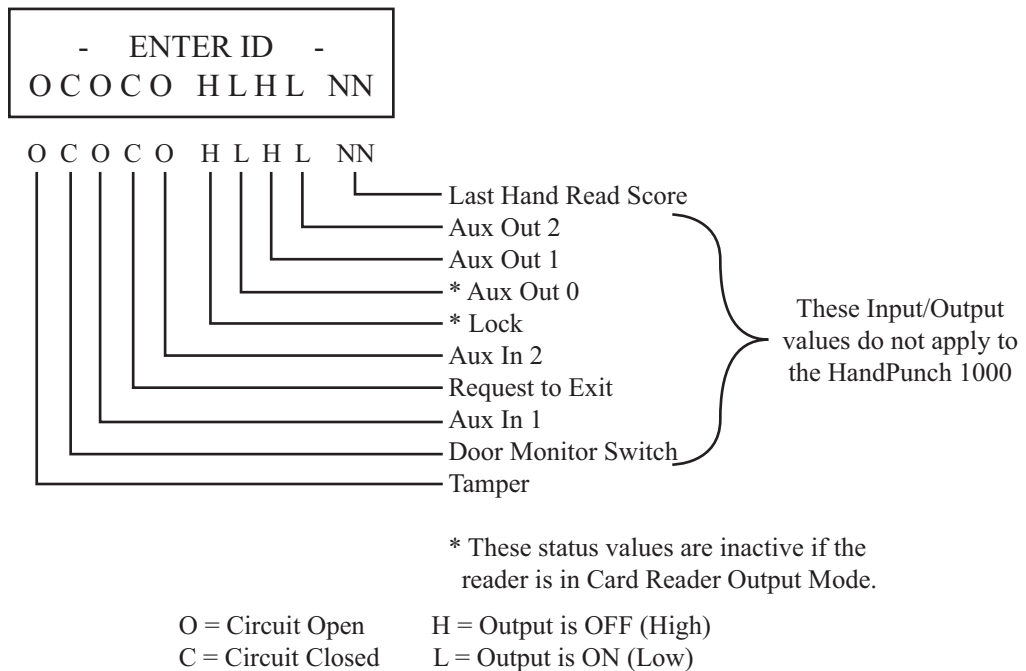 - ENTER ID -
O C O C O H L H L NN
O C O C O H L H L NN
Last Hand Read Score
Aux Out 2
Aux Out 1
* Aux Out 0
* Lock
Aux In 2
Request to Exit
Aux In 1
Door Monitor Switch
Tamper
These Input/Output
values do not apply to
the HandPunch 1000
* These status values are inactive if the
reader is in Card Reader Output Mode.
O = Circuit Open H = Output is OFF (High)
C = Circuit Closed L = Output is ON (Low)